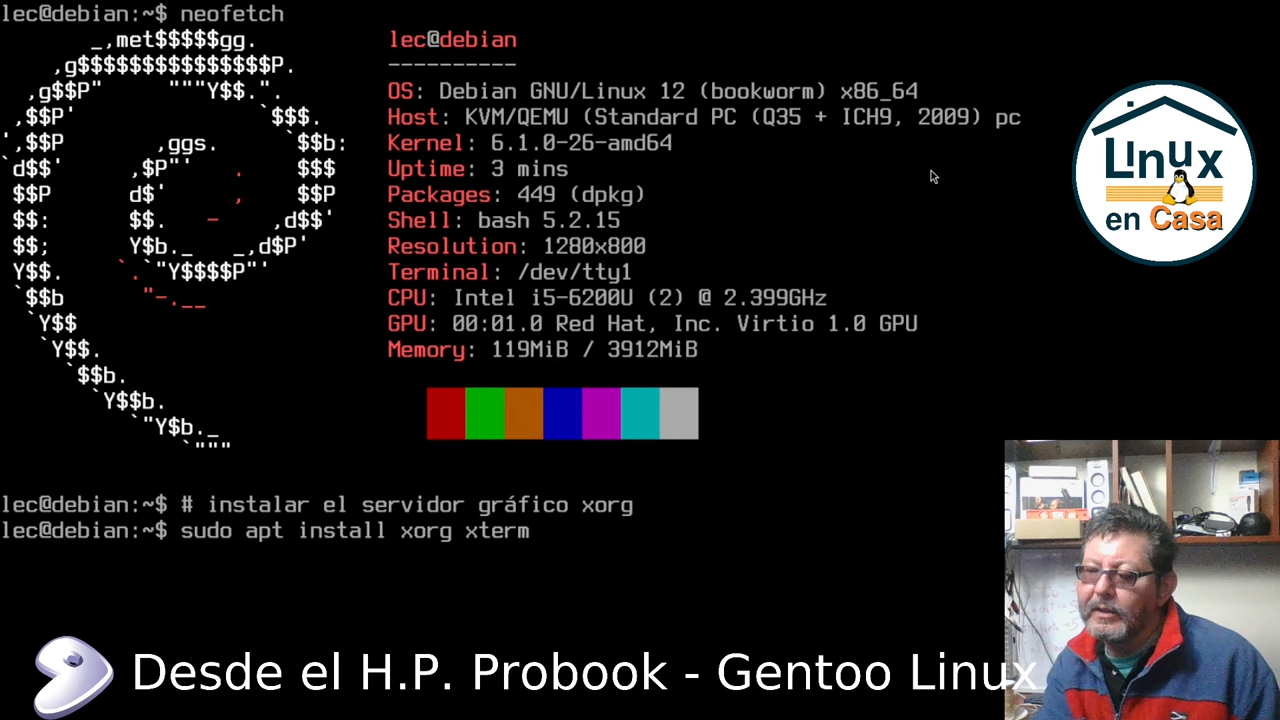 lec@debian:~$ neofetch
_,met$$$$$gg.
,g$$$$$$$$$$$$$$$P.
,g$$P"     """Y$$.".
,$$P'              `$$$.
',$$P       ,ggs.     `$$b:
`d$$'     ,$P"'   .    $$$
$$P      d$'     ,    $$P
$$:      $$.   -    ,d$$'
$$;      Y$b._   _,d$P'
Y$$.    `.`"Y$$$$P"'
`$$b      "-.__
`Y$$
`Y$$.
`$$b.
`Y$$b.
`"Y$b._
`"""
lec@debian
----------
OS: Debian GNU/Linux 12 (bookworm) x86_64
Host: KVM/QEMU (Standard PC (Q35 + ICH9, 2009) pc
Kernel: 6.1.0-26-amd64
Uptime: 3 mins
Packages: 449 (dpkg)
Shell: bash 5.2.15
Resolution: 1280x800
Terminal: /dev/tty1
CPU: Intel i5-6200U (2) @ 2.399GHz
GPU: 00:01.0 Red Hat, Inc. Virtio 1.0 GPU
Memory: 119MiB / 3912MiB
Linux
en Casa
lec@debian:~$ # instalar el servidor gráfico xorg
lec@debian:~$ sudo apt install xorg xterm
Desde el H.P. Probook - Gentoo Linux